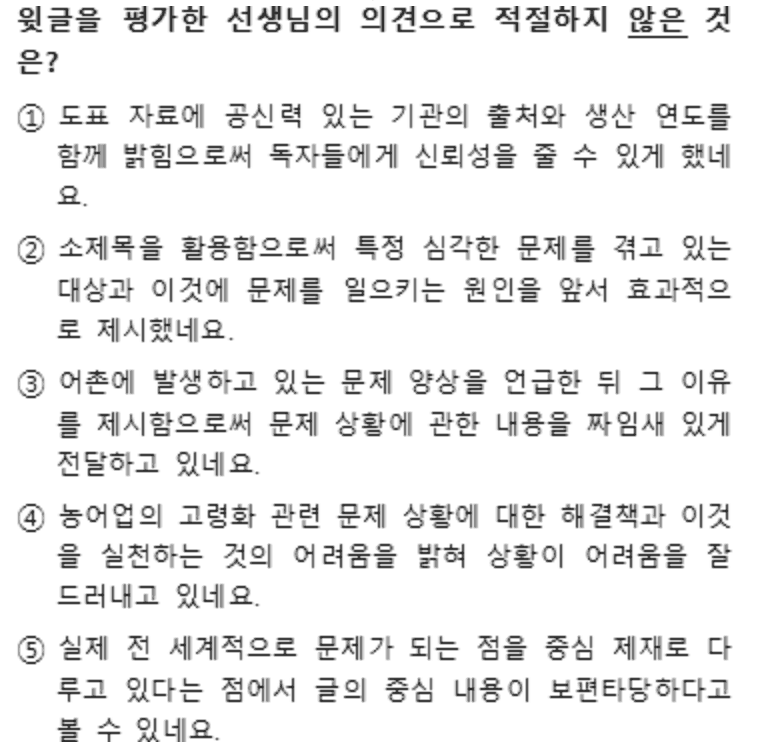 윗글을 평가한 선생님의 의견으로 적절하지 않은 것
은?
① 도표 자료에 공신력 있는 기관의 출처와 생산 연도를
함께 밝힘으로써 독자들에게 신뢰성을 줄 수 있게 했네
요.
② 소제목을 활용함으로써 특정 심각한 문제를 겪고 있는
대상과 이것에 문제를 일으키는 원인을 앞서 효과적으
로 제시했네요.
③ 어촌에 발생하고 있는 문제 양상을 언급한 뒤 그 이유
를 제시함으로써 문제 상황에 관한 내용을 짜임새 있게
전달하고 있네요.
④ 농어업의 고령화 관련 문제 상황에 대한 해결책과 이것
을 실천하는 것의 어려움을 밝혀 상황이 어려움을 잘
드러내고 있네요.
⑤ 실제 전 세계적으로 문제가 되는 점을 중심 제재로 다
루고 있다는 점에서 글의 중심 내용이 보편타당하다고
볼 수 있네요.